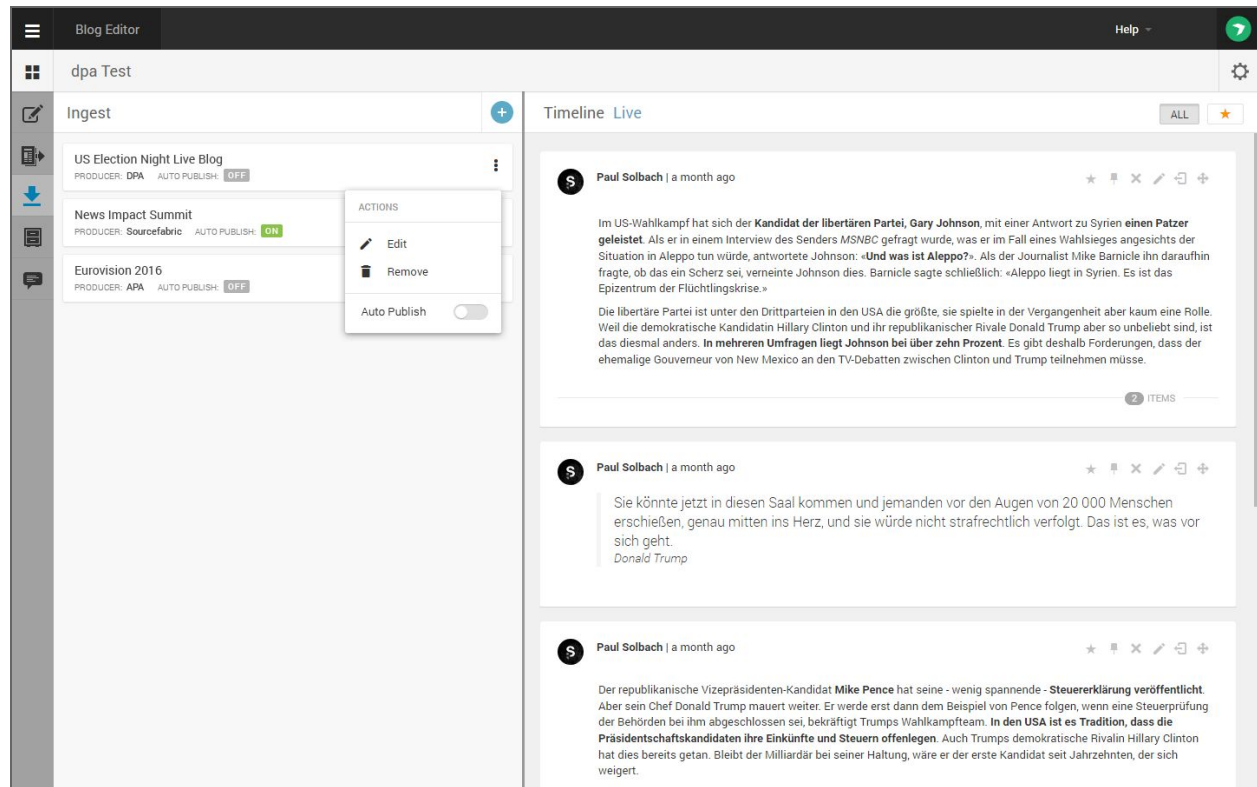 Blog Editor
Help
dpa Test
Ingest
US Election Night Live Blog
PRODUCER: DPA AUTO PUBLISH: OFF
News Impact Summit
PRODUCER: Sourcefabric AUTO PUBLISH: ON
Eurovision 2016
PRODUCER: APA AUTO PUBLISH: OFF
ACTIONS
Edit
Remove
Auto Publish
Timeline Live
ALL
S
Paul Solbach | a month ago
Im US-Wahlkampf hat sich der Kandidat der libertären Partei, Gary Johnson, mit einer Antwort zu Syrien einen Patzer
geleistet. Als er in einem Interview des Senders MSNBC gefragt wurde, was er im Fall eines Wahlsieges angesichts der
Situation in Aleppo tun würde, antwortete Johnson: «Und was ist Aleppo?». Als der Journalist Mike Barnicle ihn daraufhin
fragte, ob das ein Scherz sei, verneinte Johnson dies. Barnicle sagte schließlich: «Aleppo liegt in Syrien. Es ist das
Epizentrum der Flüchtlingskrise.»
Die libertäre Partei ist unter den Drittparteien in den USA die größte, sie spielte in der Vergangenheit aber kaum eine Rolle.
Weil die demokratische Kandidatin Hillary Clinton und ihr republikanischer Rivale Donald Trump aber so unbeliebt sind, ist
das diesmal anders. In mehreren Umfragen liegt Johnson bei über zehn Prozent. Es gibt deshalb Forderungen, dass der
ehemalige Gouverneur von New Mexico an den TV-Debatten zwischen Clinton und Trump teilnehmen müsse.
2 ITEMS
S
Paul Solbach | a month ago
Sie könnte jetzt in diesen Saal kommen und jemanden vor den Augen von 20 000 Menschen
erschießen, genau mitten ins Herz, und sie würde nicht strafrechtlich verfolgt. Das ist es, was vor
sich geht.
Donald Trump
S
Paul Solbach | a month ago
Der republikanische Vizepräsidenten-Kandidat Mike Pence hat seine - wenig spannende - Steuererklärung veröffentlicht.
Aber sein Chef Donald Trump mauert weiter. Er werde erst dann dem Beispiel von Pence folgen, wenn eine Steuerprüfung
der Behörden bei ihm abgeschlossen sei, bekräftigt Trumps Wahlkampfteam. In den USA ist es Tradition, dass die
Präsidentschaftskandidaten ihre Einkünfte und Steuern offenlegen. Auch Trumps demokratische Rivalin Hillary Clinton
hat dies bereits getan. Bleibt der Milliardär bei seiner Haltung, wäre er der erste Kandidat seit Jahrzehnten, der sich
weigert.